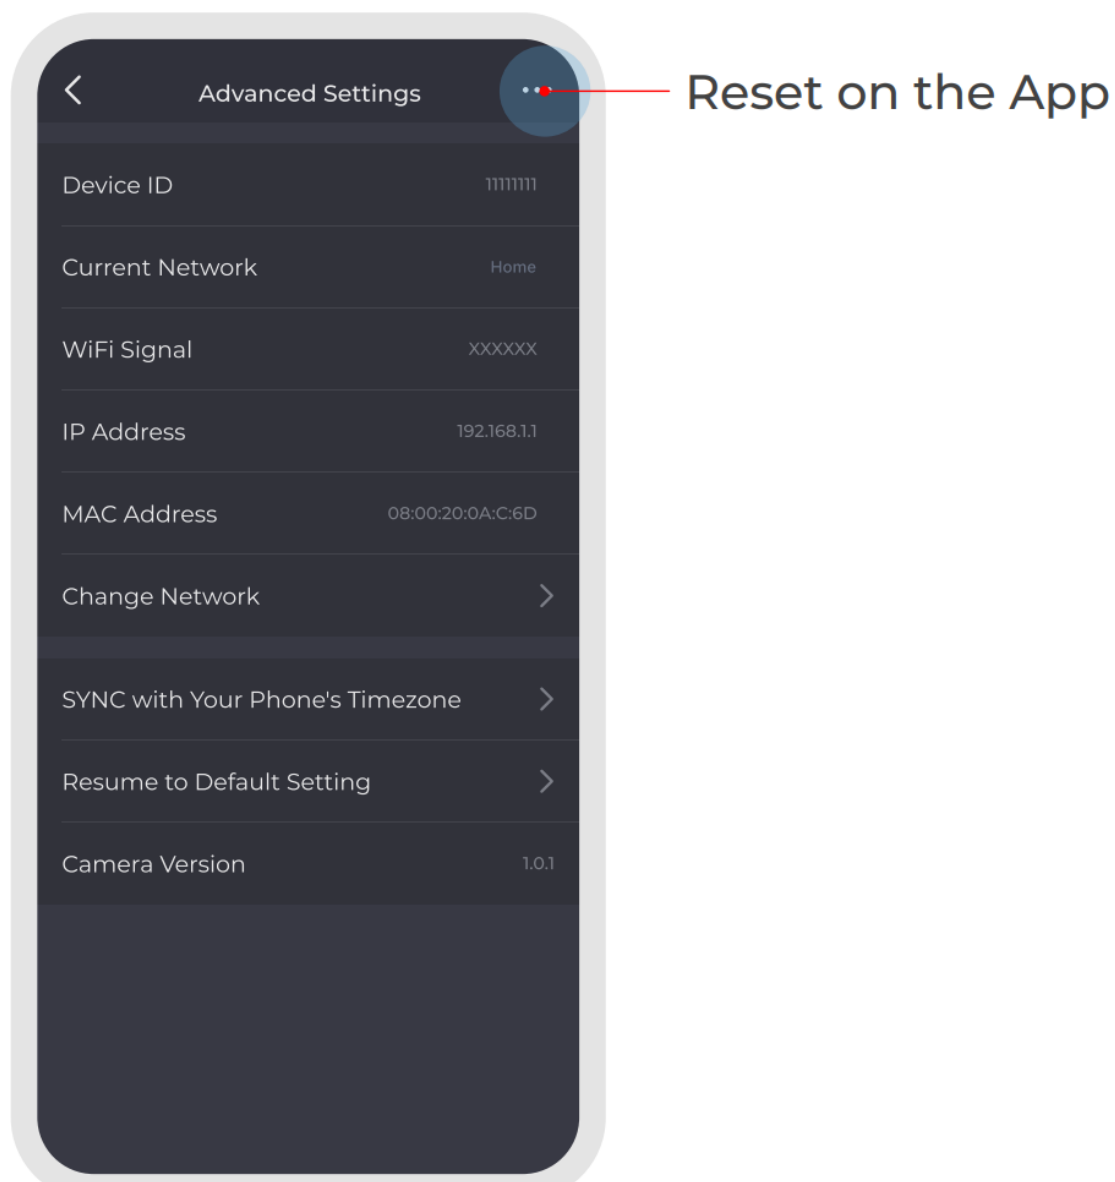 Advanced Settings
Reset on the App
Device ID 11111111
Current Network Home
WiFi Signal XXXXXX
IP Address 192.168.1.1
MAC Address 08:00:20:0A:C:6D
Change Network
SYNC with Your Phone's Timezone
Resume to Default Setting
Camera Version 1.0.1